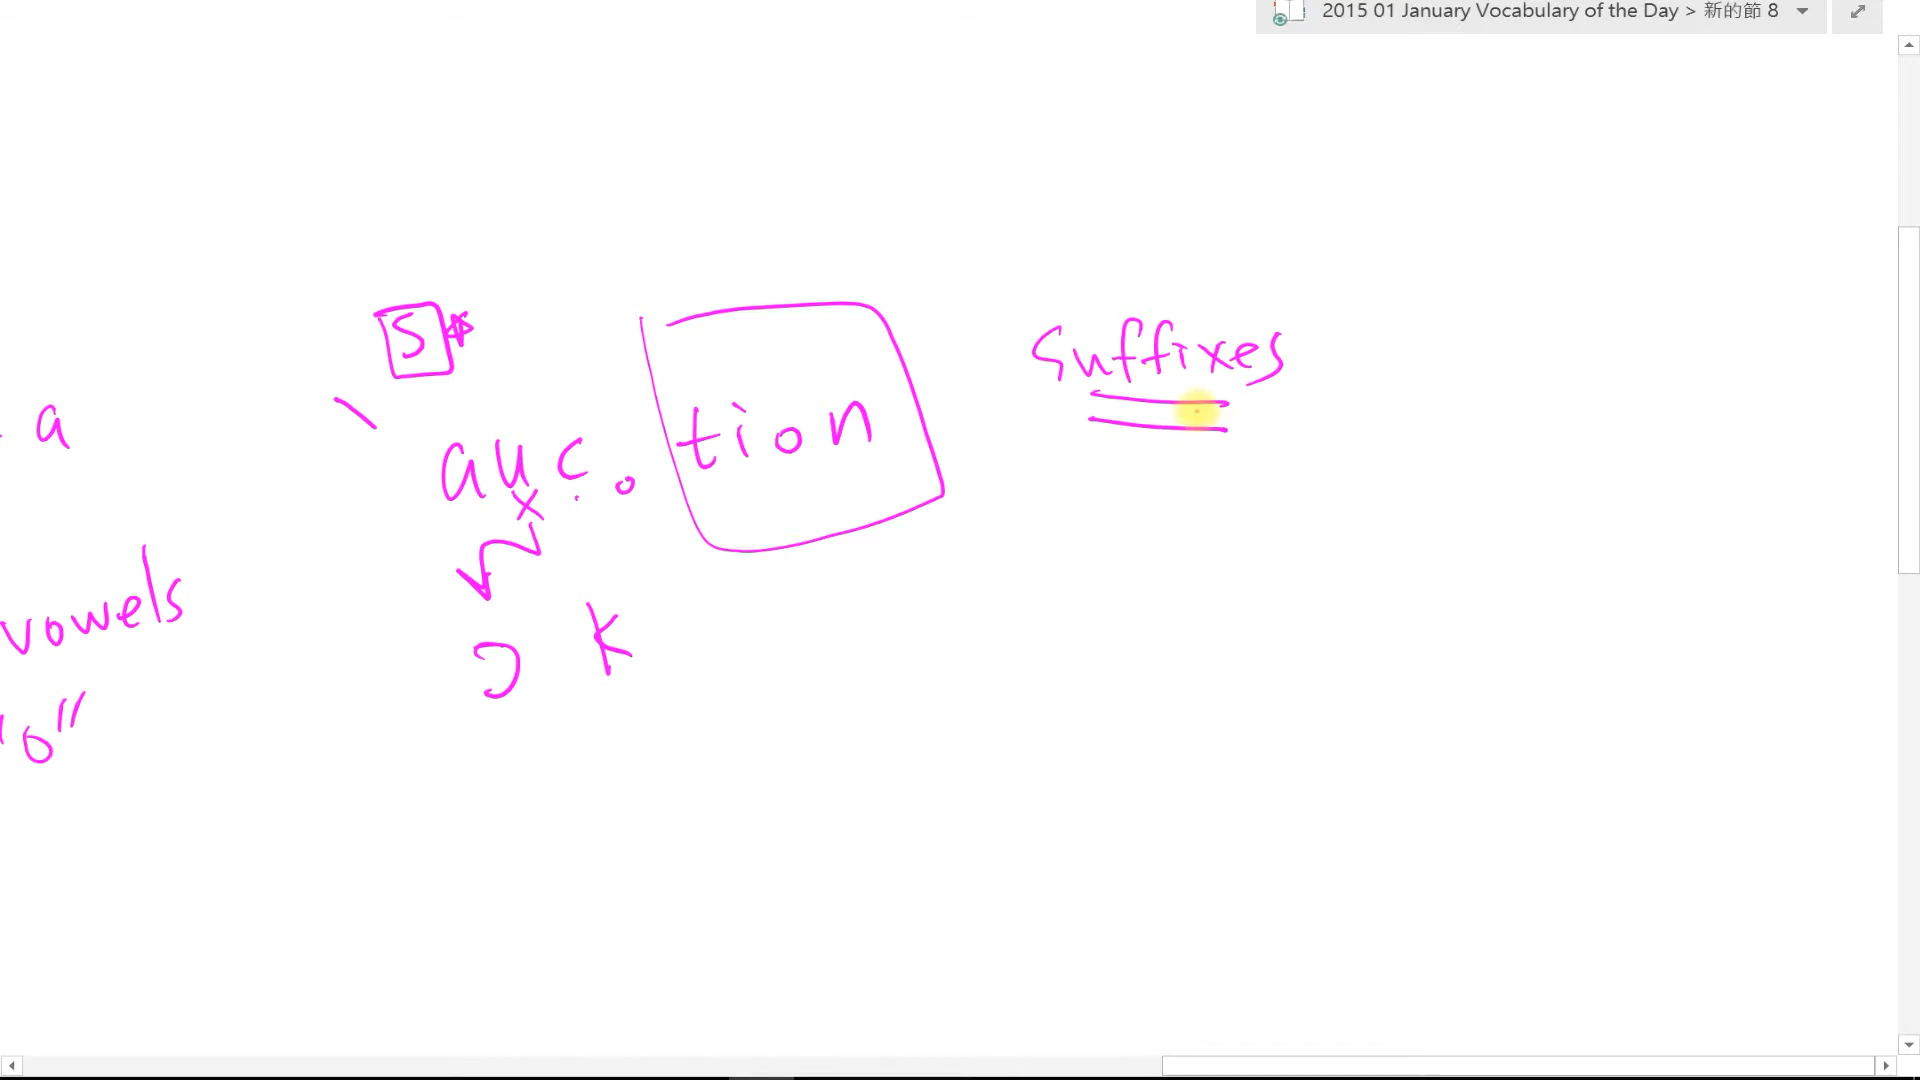 2015 01 January Vocabulary of the Day > 新的節 8
S*
Suffixes
a
auc.tion
vowels
ɔ k
"o"